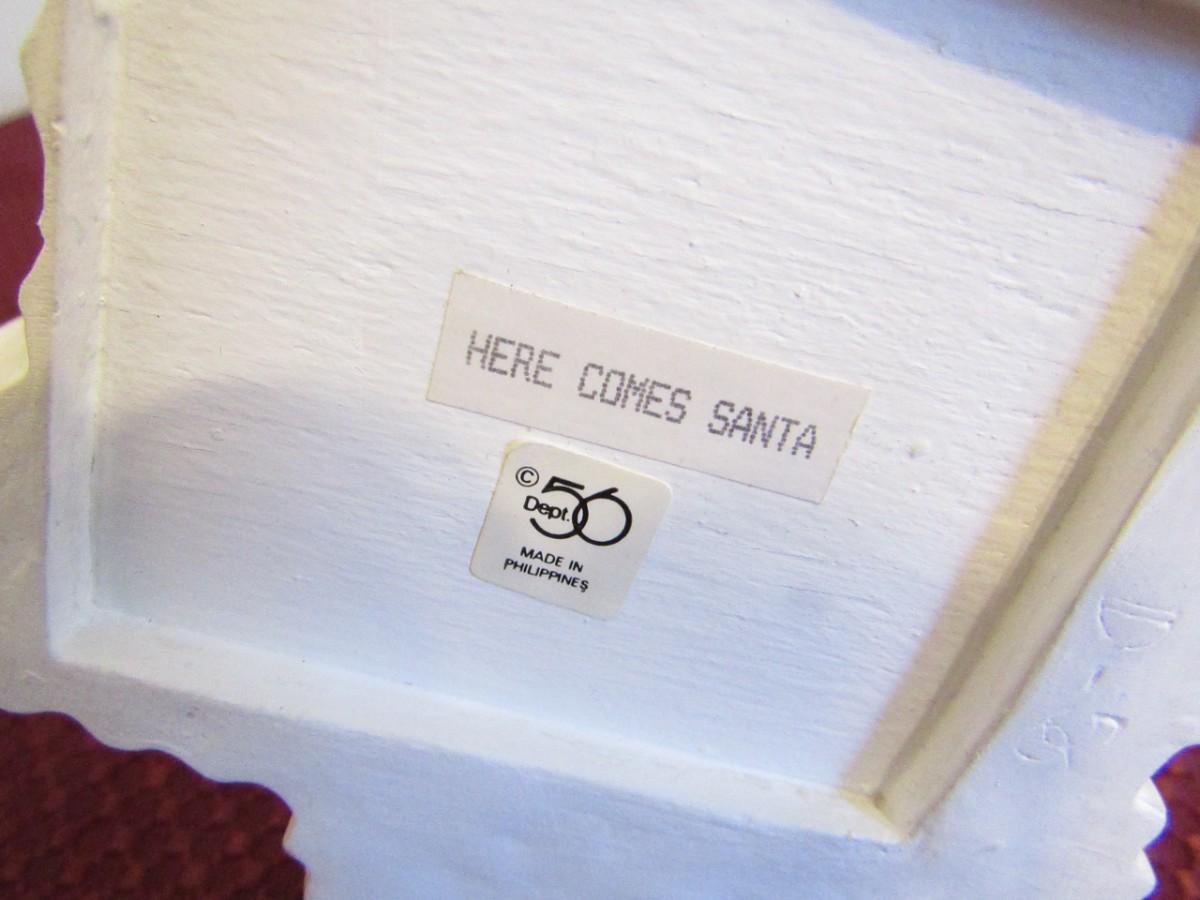 HERE COMES SANTA
© Dept. 56
MADE IN
PHILIPPINES